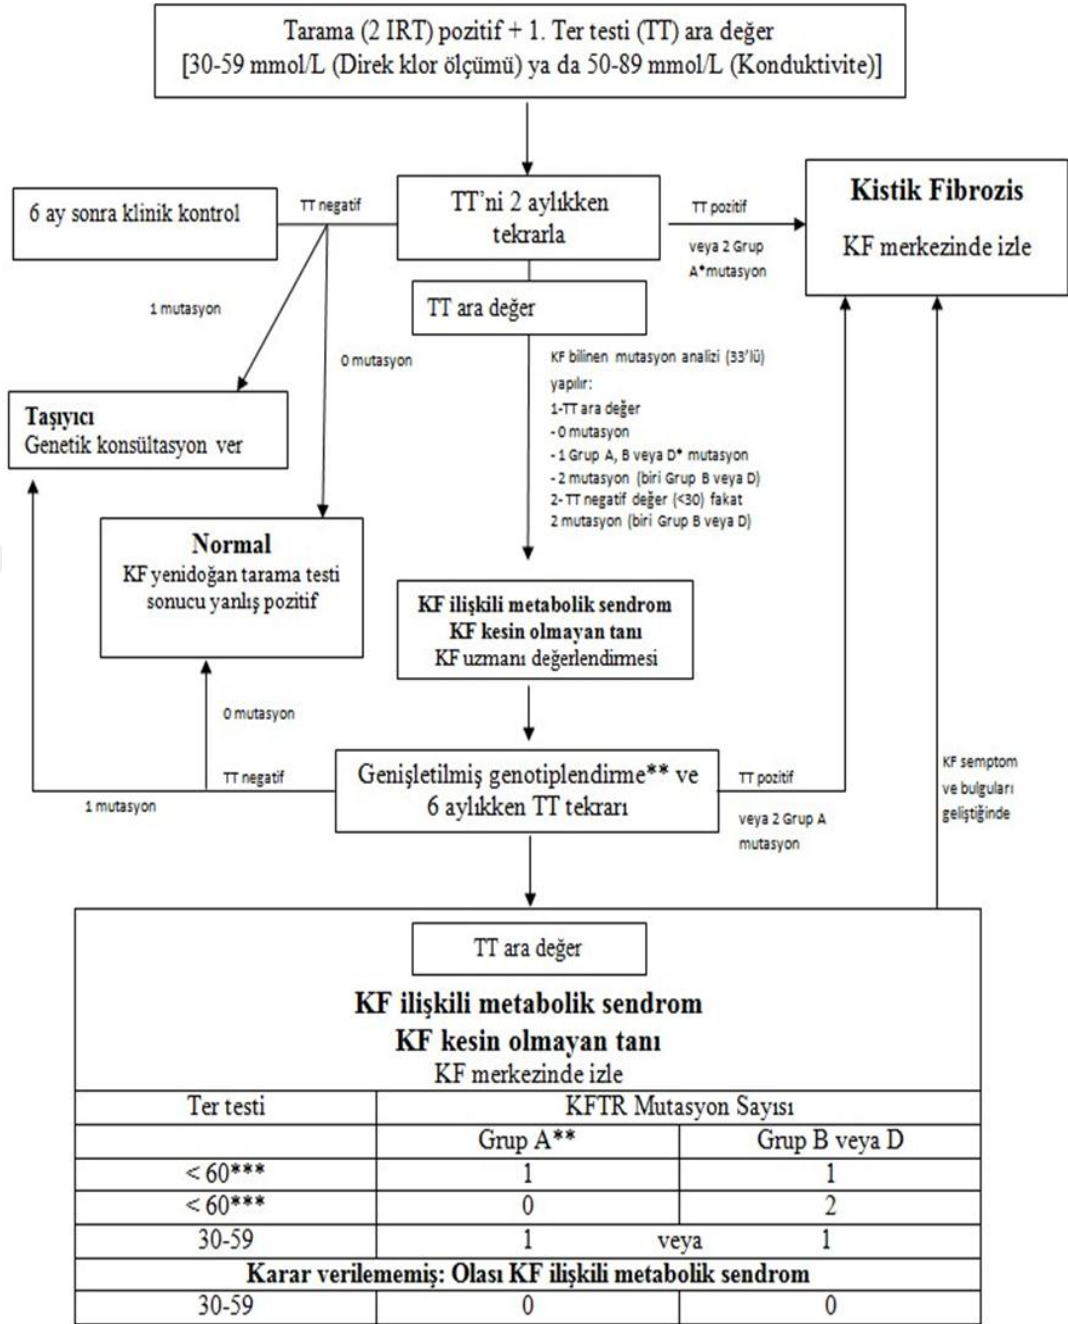 Tarama (2 IRT) pozitif + 1. Ter testi (TT) ara değer
[30-59 mmol/L (Direk klor ölçümü) ya da 50-89 mmol/L (Konduktivite)]
6 ay sonra klinik kontrol
TT negatif
TT'ni 2 aylıkken
tekrarla
TT pozitif
veya 2 Grup
A*mutasyon
Kistik Fibrozis
KF merkezinde izle
TT ara değer
1 mutasyon
0 mutasyon
KF bilinen mutasyon analizi (33'lü)
yapılır:
1-TT ara değer
- 0 mutasyon
- 1 Grup A, B veya D* mutasyon
- 2 mutasyon (biri Grup B veya D)
2- TT negatif değer (<30) fakat
2 mutasyon (biri Grup B veya D)
Taşıyıcı
Genetik konsültasyon ver
Normal
KF yenidoğan tarama testi
sonucu yanlış pozitif
KF ilişkili metabolik sendrom
KF kesin olmayan tanı
KF uzmanı değerlendirmesi
0 mutasyon
TT negatif
1 mutasyon
Genişletilmiş genotiplendirme** ve
6 aylıkken TT tekrarı
TT pozitif
veya 2 Grup A
mutasyon
KF semptom
ve bulguları
geliştiğinde
TT ara değer
KF ilişkili metabolik sendrom
KF kesin olmayan tanı
KF merkezinde izle
Ter testi KFTR Mutasyon Sayısı
Grup A** Grup B veya D
< 60*** 1 1
< 60*** 0 2
30-59 1 veya 1
Karar verilememiş: Olası KF ilişkili metabolik sendrom
30-59 0 0